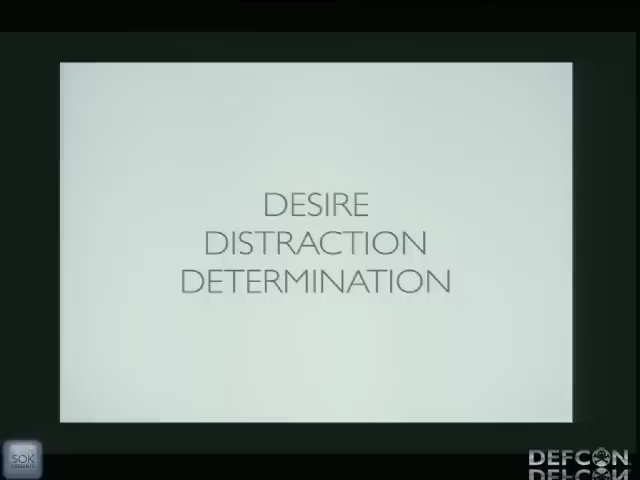 DESIRE
DISTRACTION
DETERMINATION
SOK
DEFCON